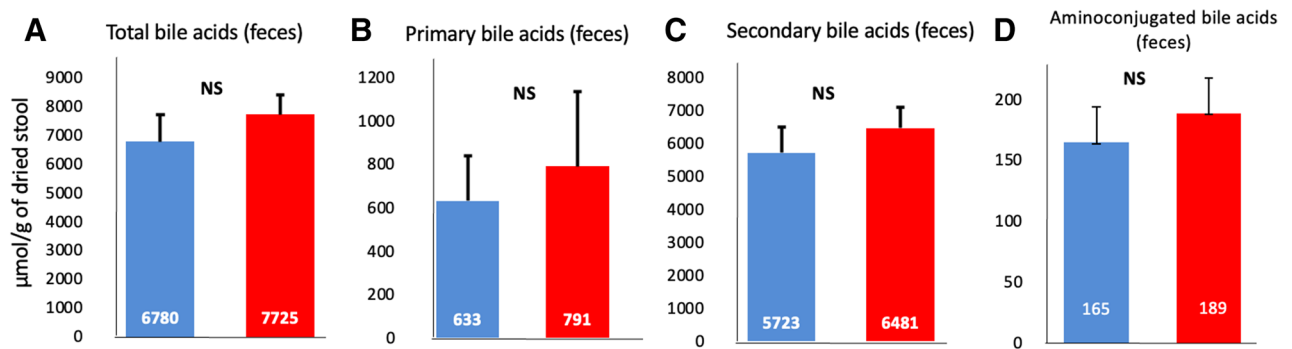 A
Total bile acids (feces)
μmol/g of dried stool
9000
8000
7000
6000
5000
4000
3000
2000
1000
0
NS
6780
7725
B
Primary bile acids (feces)
1200
1000
800
600
400
200
0
NS
633
791
C
Secondary bile acids (feces)
8000
7000
6000
5000
4000
3000
2000
1000
0
NS
5723
6481
D
Aminoconjugated bile acids
(feces)
200
150
100
50
0
NS
165
189